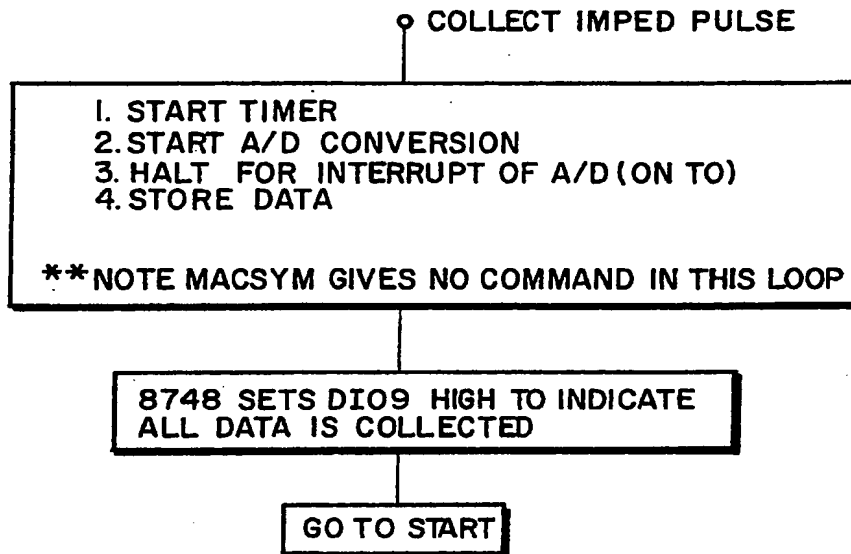 COLLECT IMPED PULSE
1. START TIMER
2. START A/D CONVERSION
3. HALT FOR INTERRUPT OF A/D (ON TO)
4. STORE DATA
**NOTE MACSYM GIVES NO COMMAND IN THIS LOOP
8748 SETS DIO9 HIGH TO INDICATE
ALL DATA IS COLLECTED
GO TO START